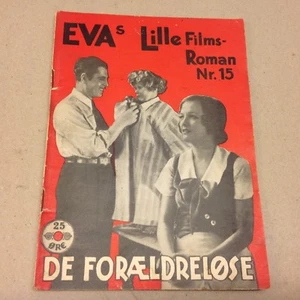 EVAs Lille Films-
Roman
Nr. 15
25
ØRE
DE FORÆLDRELØSE